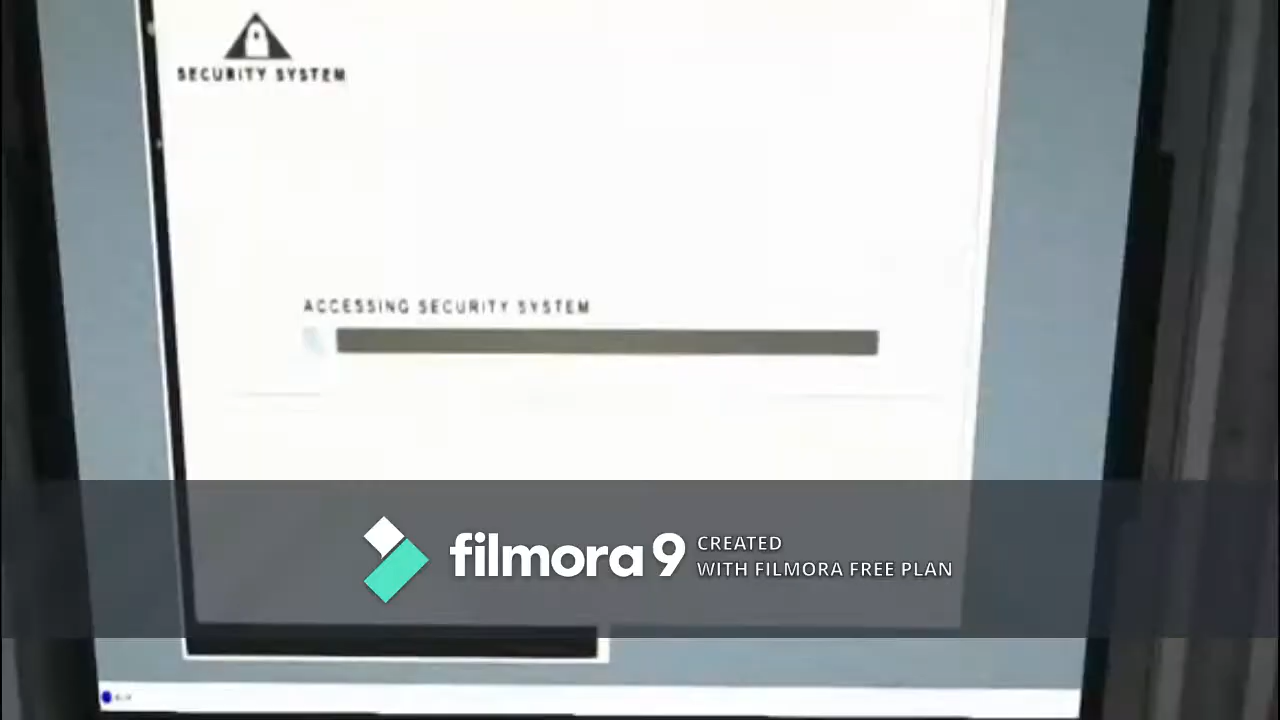 SECURITY SYSTEM
ACCESSING SECURITY SYSTEM
filmora9
CREATED
WITH FILMORA FREE PLAN